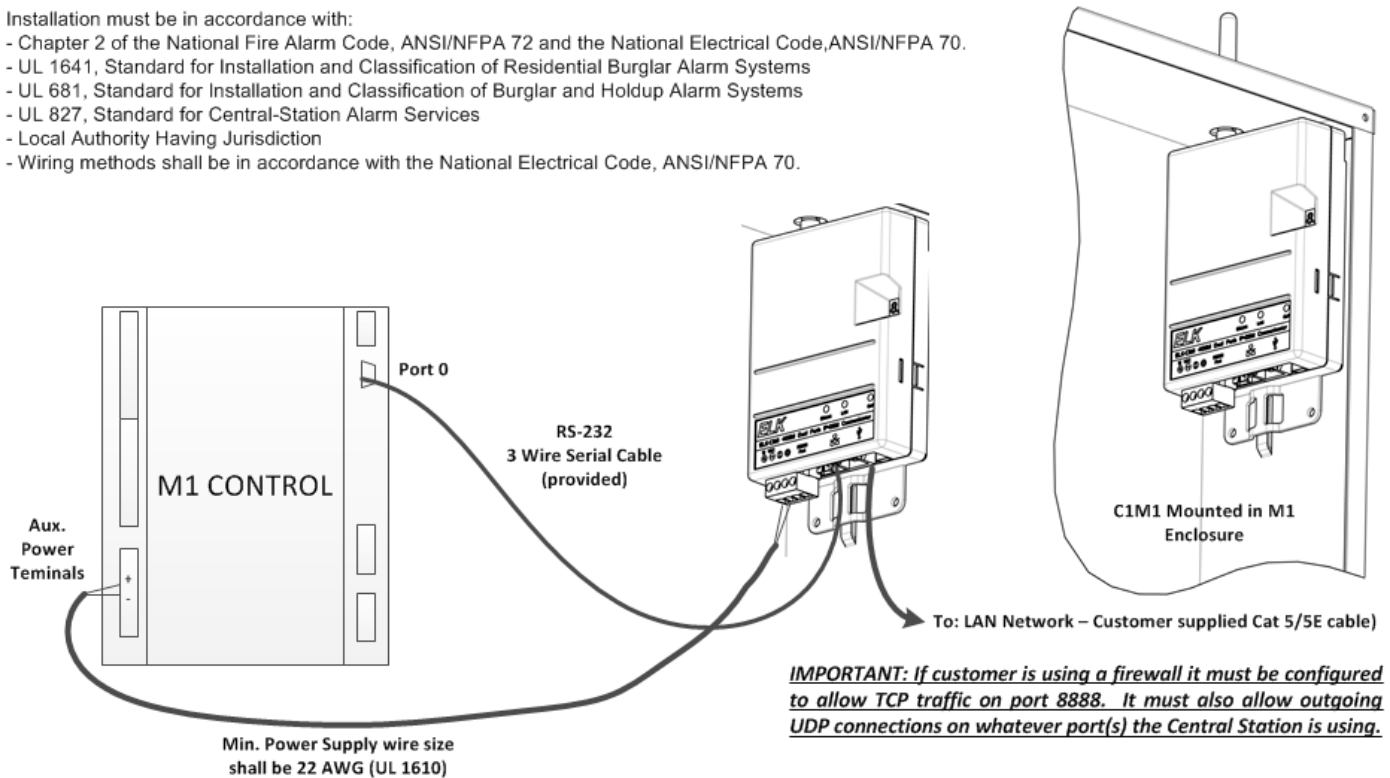 Installation must be in accordance with:
- Chapter 2 of the National Fire Alarm Code, ANSI/NFPA 72 and the National Electrical Code,ANSI/NFPA 70.
- UL 1641, Standard for Installation and Classification of Residential Burglar Alarm Systems
- UL 681, Standard for Installation and Classification of Burglar and Holdup Alarm Systems
- UL 827, Standard for Central-Station Alarm Services
- Local Authority Having Jurisdiction
- Wiring methods shall be in accordance with the National Electrical Code, ANSI/NFPA 70.
Port 0
RS-232
3 Wire Serial Cable
(provided)
M1 CONTROL
Aux.
Power
Teminals
+
-
ELK
ELK
C1M1 Mounted in M1
Enclosure
To: LAN Network – Customer supplied Cat 5/5E cable)
IMPORTANT: If customer is using a firewall it must be configured
to allow TCP traffic on port 8888. It must also allow outgoing
UDP connections on whatever port(s) the Central Station is using.
Min. Power Supply wire size
shall be 22 AWG (UL 1610)